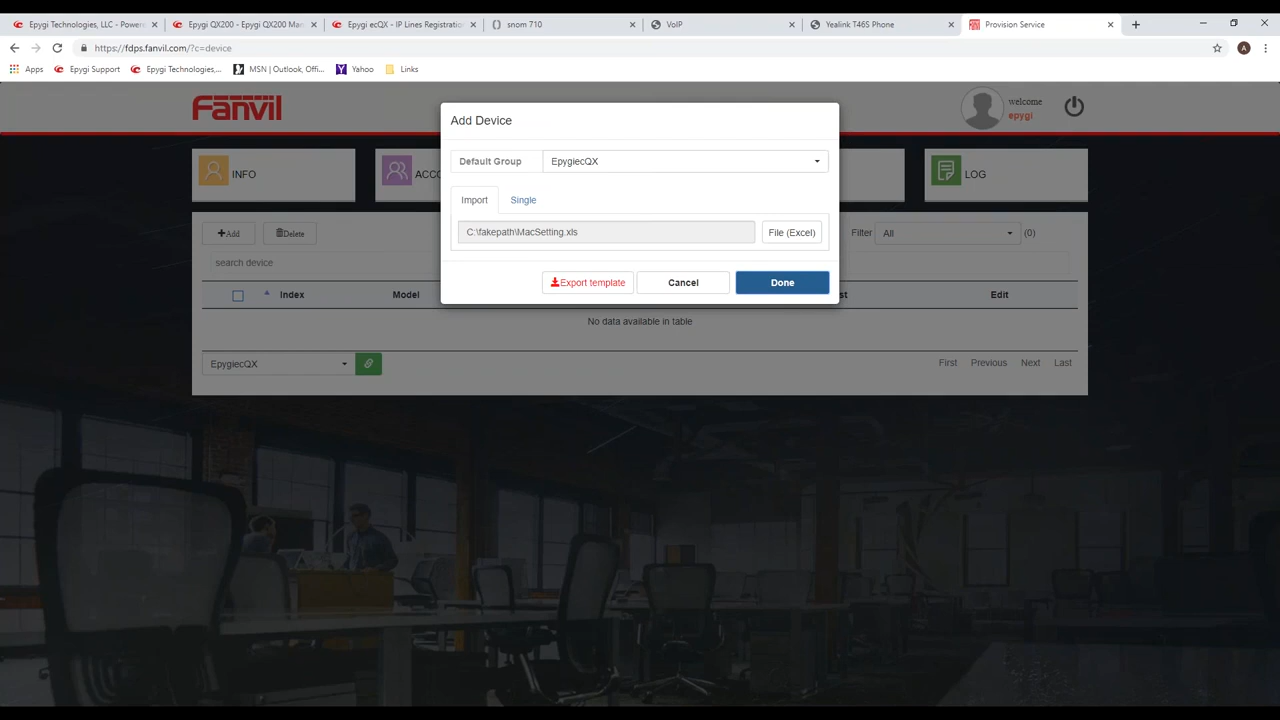 Epygi Technologies, LLC - Power
Epygi QX200 - Epygi QX200 Man
Epygi ecQX - IP Lines Registratio
snom 710
VoIP
Yealink T46S Phone
Provision Service
https://fdps.fanvil.com/?c=device
A
Apps
Epygi Support
Epygi Technologies,...
MSN | Outlook, Offi...
Yahoo
Links
Fanvil
welcome
epygi
INFO
ACCO
LOG
Add Device
Default Group
EpygiecQX
Import
Single
C:\fakepath\MacSetting.xls
File (Excel)
Export template
Cancel
Done
Add
Delete
Filter
All
(0)
search device
Index
Model
st
Edit
No data available in table
EpygiecQX
First
Previous
Next
Last